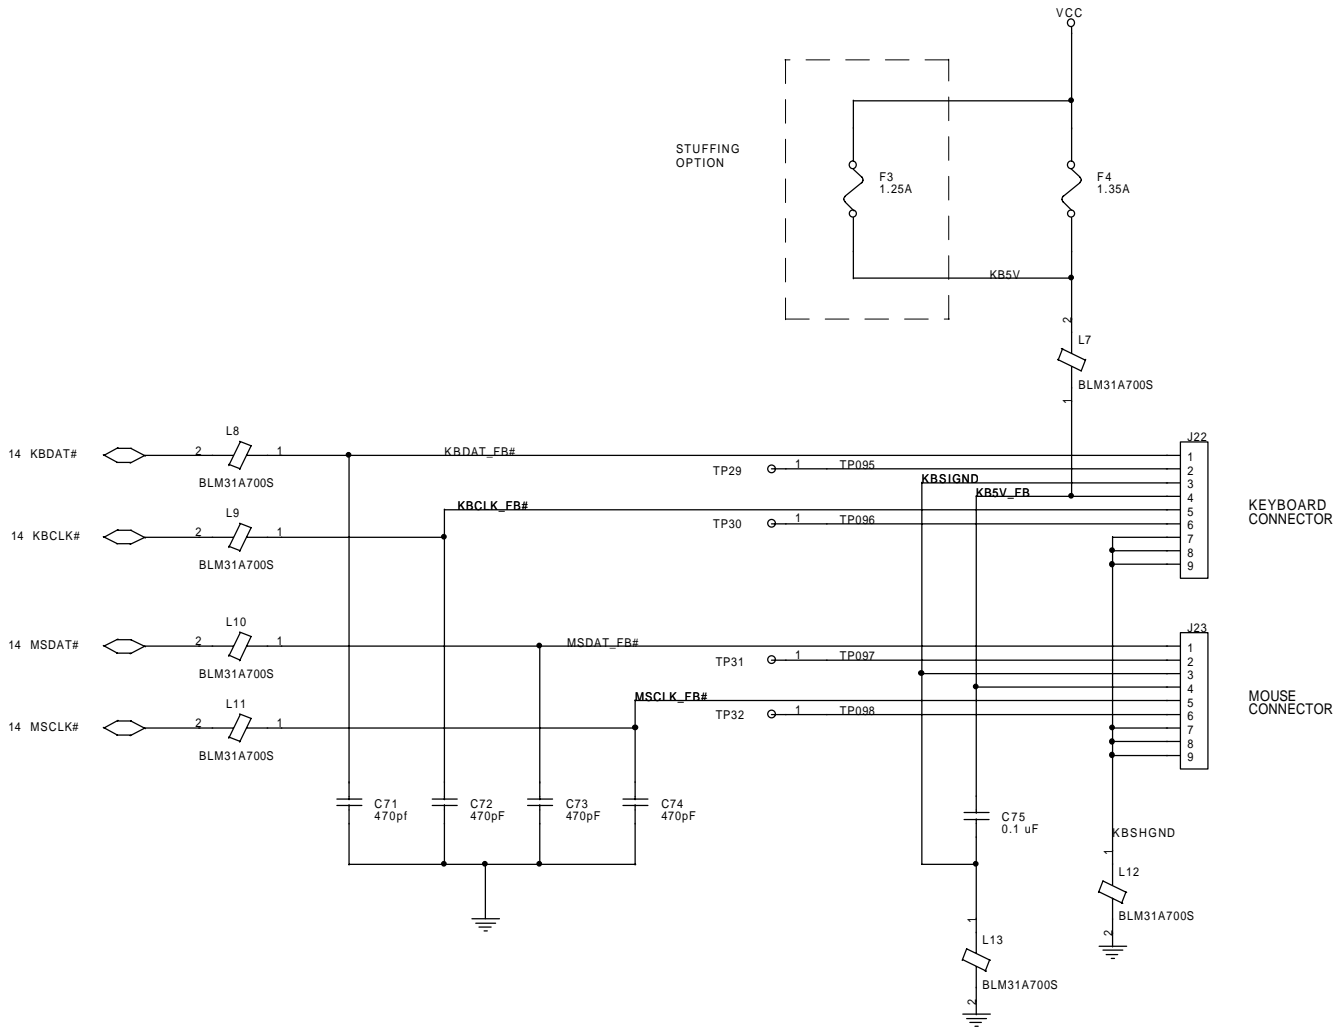 VCC
STUFFING
OPTION
F3
1.25A
F4
1.35A
KB5V
2
L7
BLM31A700S
1
14 KBDAT#
2
L8
1
BLM31A700S
KBDAT_FB#
TP29
1
TP095
KBSIGND
KB5V_FB
J22
1
2
3
4
5
6
7
8
9
KEYBOARD
CONNECTOR
14 KBCLK#
2
L9
1
BLM31A700S
KBCLK_FB#
TP30
1
TP096
14 MSDAT#
2
L10
1
BLM31A700S
MSDAT_FB#
TP31
1
TP097
J23
1
2
3
4
5
6
7
8
9
MOUSE
CONNECTOR
14 MSCLK#
2
L11
1
BLM31A700S
MSCLK_FB#
TP32
1
TP098
C71
470pf
C72
470pF
C73
470pF
C74
470pF
C75
0.1 uF
KBSHGND
1
L12
BLM31A700S
2
1
L13
BLM31A700S
2